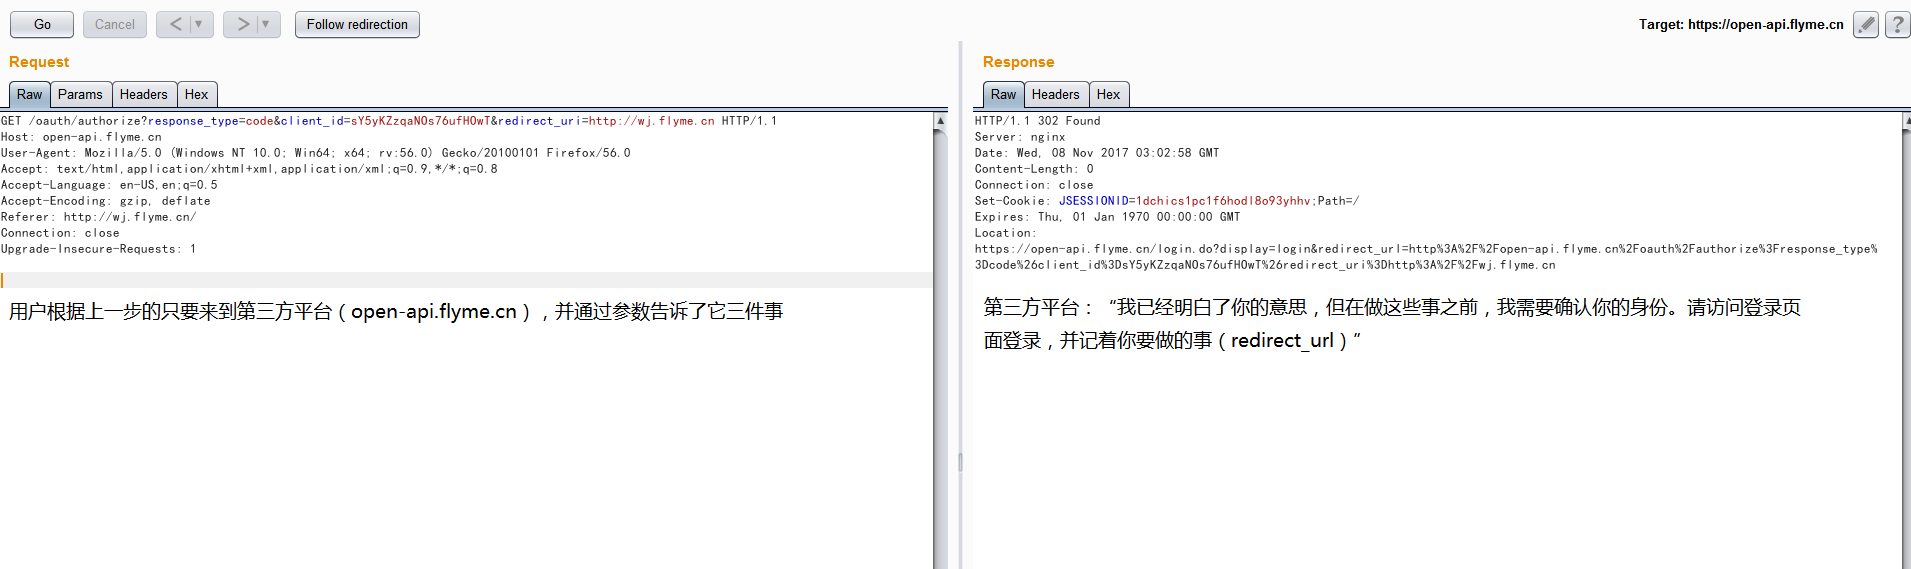 Go Cancel < > Follow redirection Target: https://open-api.flyme.cn ?
Request
Raw Params Headers Hex
GET /oauth/authorize?response_type=code&client_id=sY5yKZzqaNOs76ufHOwT&redirect_uri=http://wj.flyme.cn HTTP/1.1
Host: open-api.flyme.cn
User-Agent: Mozilla/5.0 (Windows NT 10.0; Win64; x64; rv:56.0) Gecko/20100101 Firefox/56.0
Accept: text/html,application/xhtml+xml,application/xml;q=0.9,*/*;q=0.8
Accept-Language: en-US,en;q=0.5
Accept-Encoding: gzip, deflate
Referer: http://wj.flyme.cn/
Connection: close
Upgrade-Insecure-Requests: 1
用户根据上一步的只要来到第三方平台（open-api.flyme.cn），并通过参数告诉了它三件事
Response
Raw Headers Hex
HTTP/1.1 302 Found
Server: nginx
Date: Wed, 08 Nov 2017 03:02:58 GMT
Content-Length: 0
Connection: close
Set-Cookie: JSESSIONID=1dchics1pc1f6hodl8o93yhhv;Path=/
Expires: Thu, 01 Jan 1970 00:00:00 GMT
Location:
https://open-api.flyme.cn/login.do?display=login&redirect_url=http%3A%2F%2Fopen-api.flyme.cn%2Foauth%2Fauthorize%3Fresponse_type%
3Dcode%26client_id%3DsY5yKZzqaNOs76ufHOwT%26redirect_uri%3Dhttp%3A%2F%2Fwj.flyme.cn
第三方平台：“我已经明白了你的意思，但在做这些事之前，我需要确认你的身份。请访问登录页
面登录，并记着你要做的事（redirect_url）”